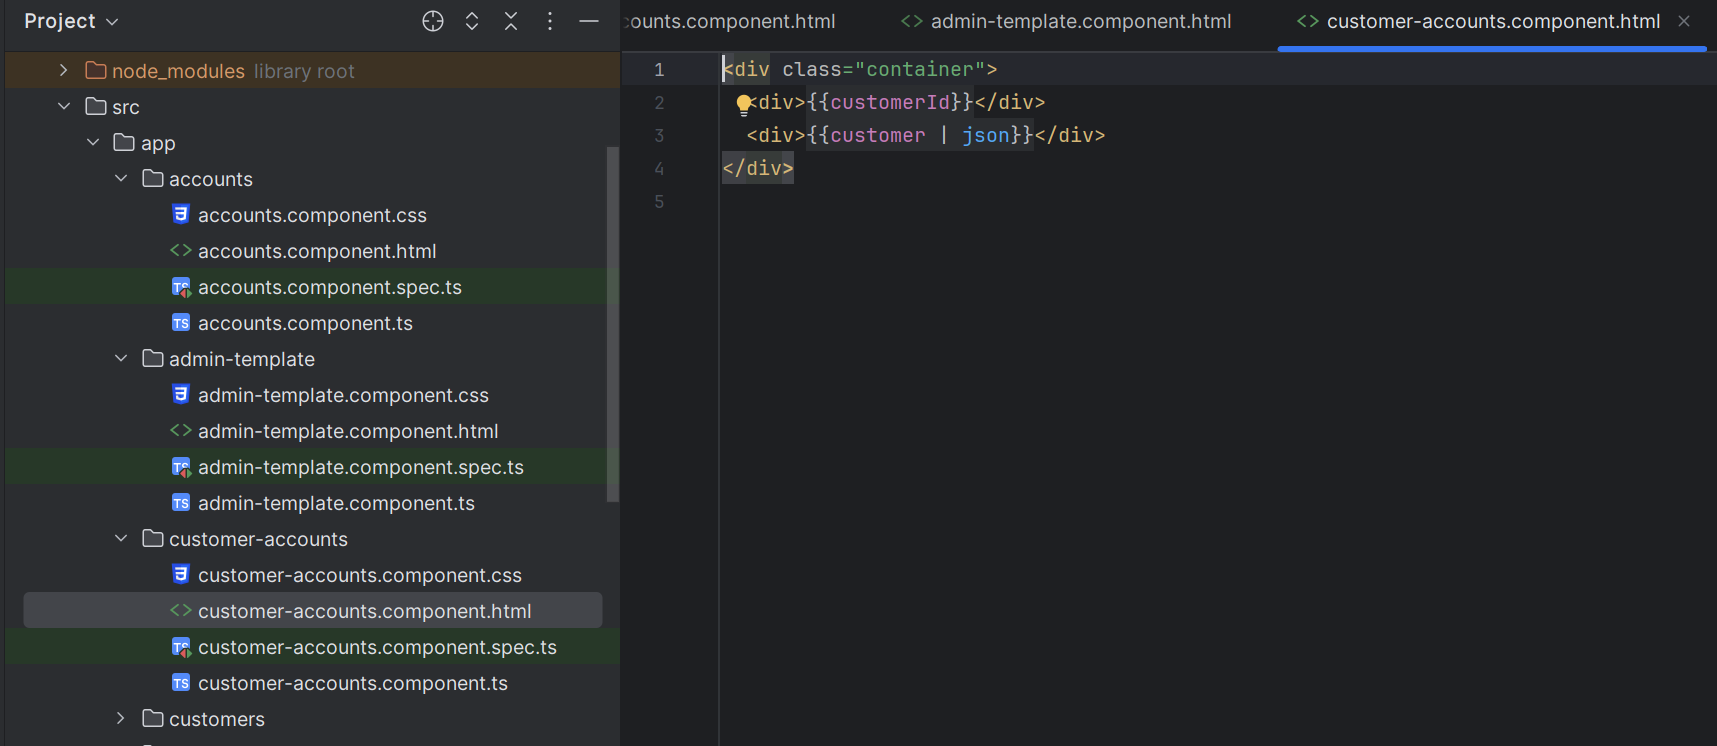 Project
node_modules library root
src
app
accounts
accounts.component.css
accounts.component.html
accounts.component.spec.ts
accounts.component.ts
admin-template
admin-template.component.css
admin-template.component.html
admin-template.component.spec.ts
admin-template.component.ts
customer-accounts
customer-accounts.component.css
customer-accounts.component.html
customer-accounts.component.spec.ts
customer-accounts.component.ts
customers
counts.component.html admin-template.component.html customer-accounts.component.html
1 <div class="container">
2 <div>{{customerId}}</div>
3 <div>{{customer | json}}</div>
4 </div>
5